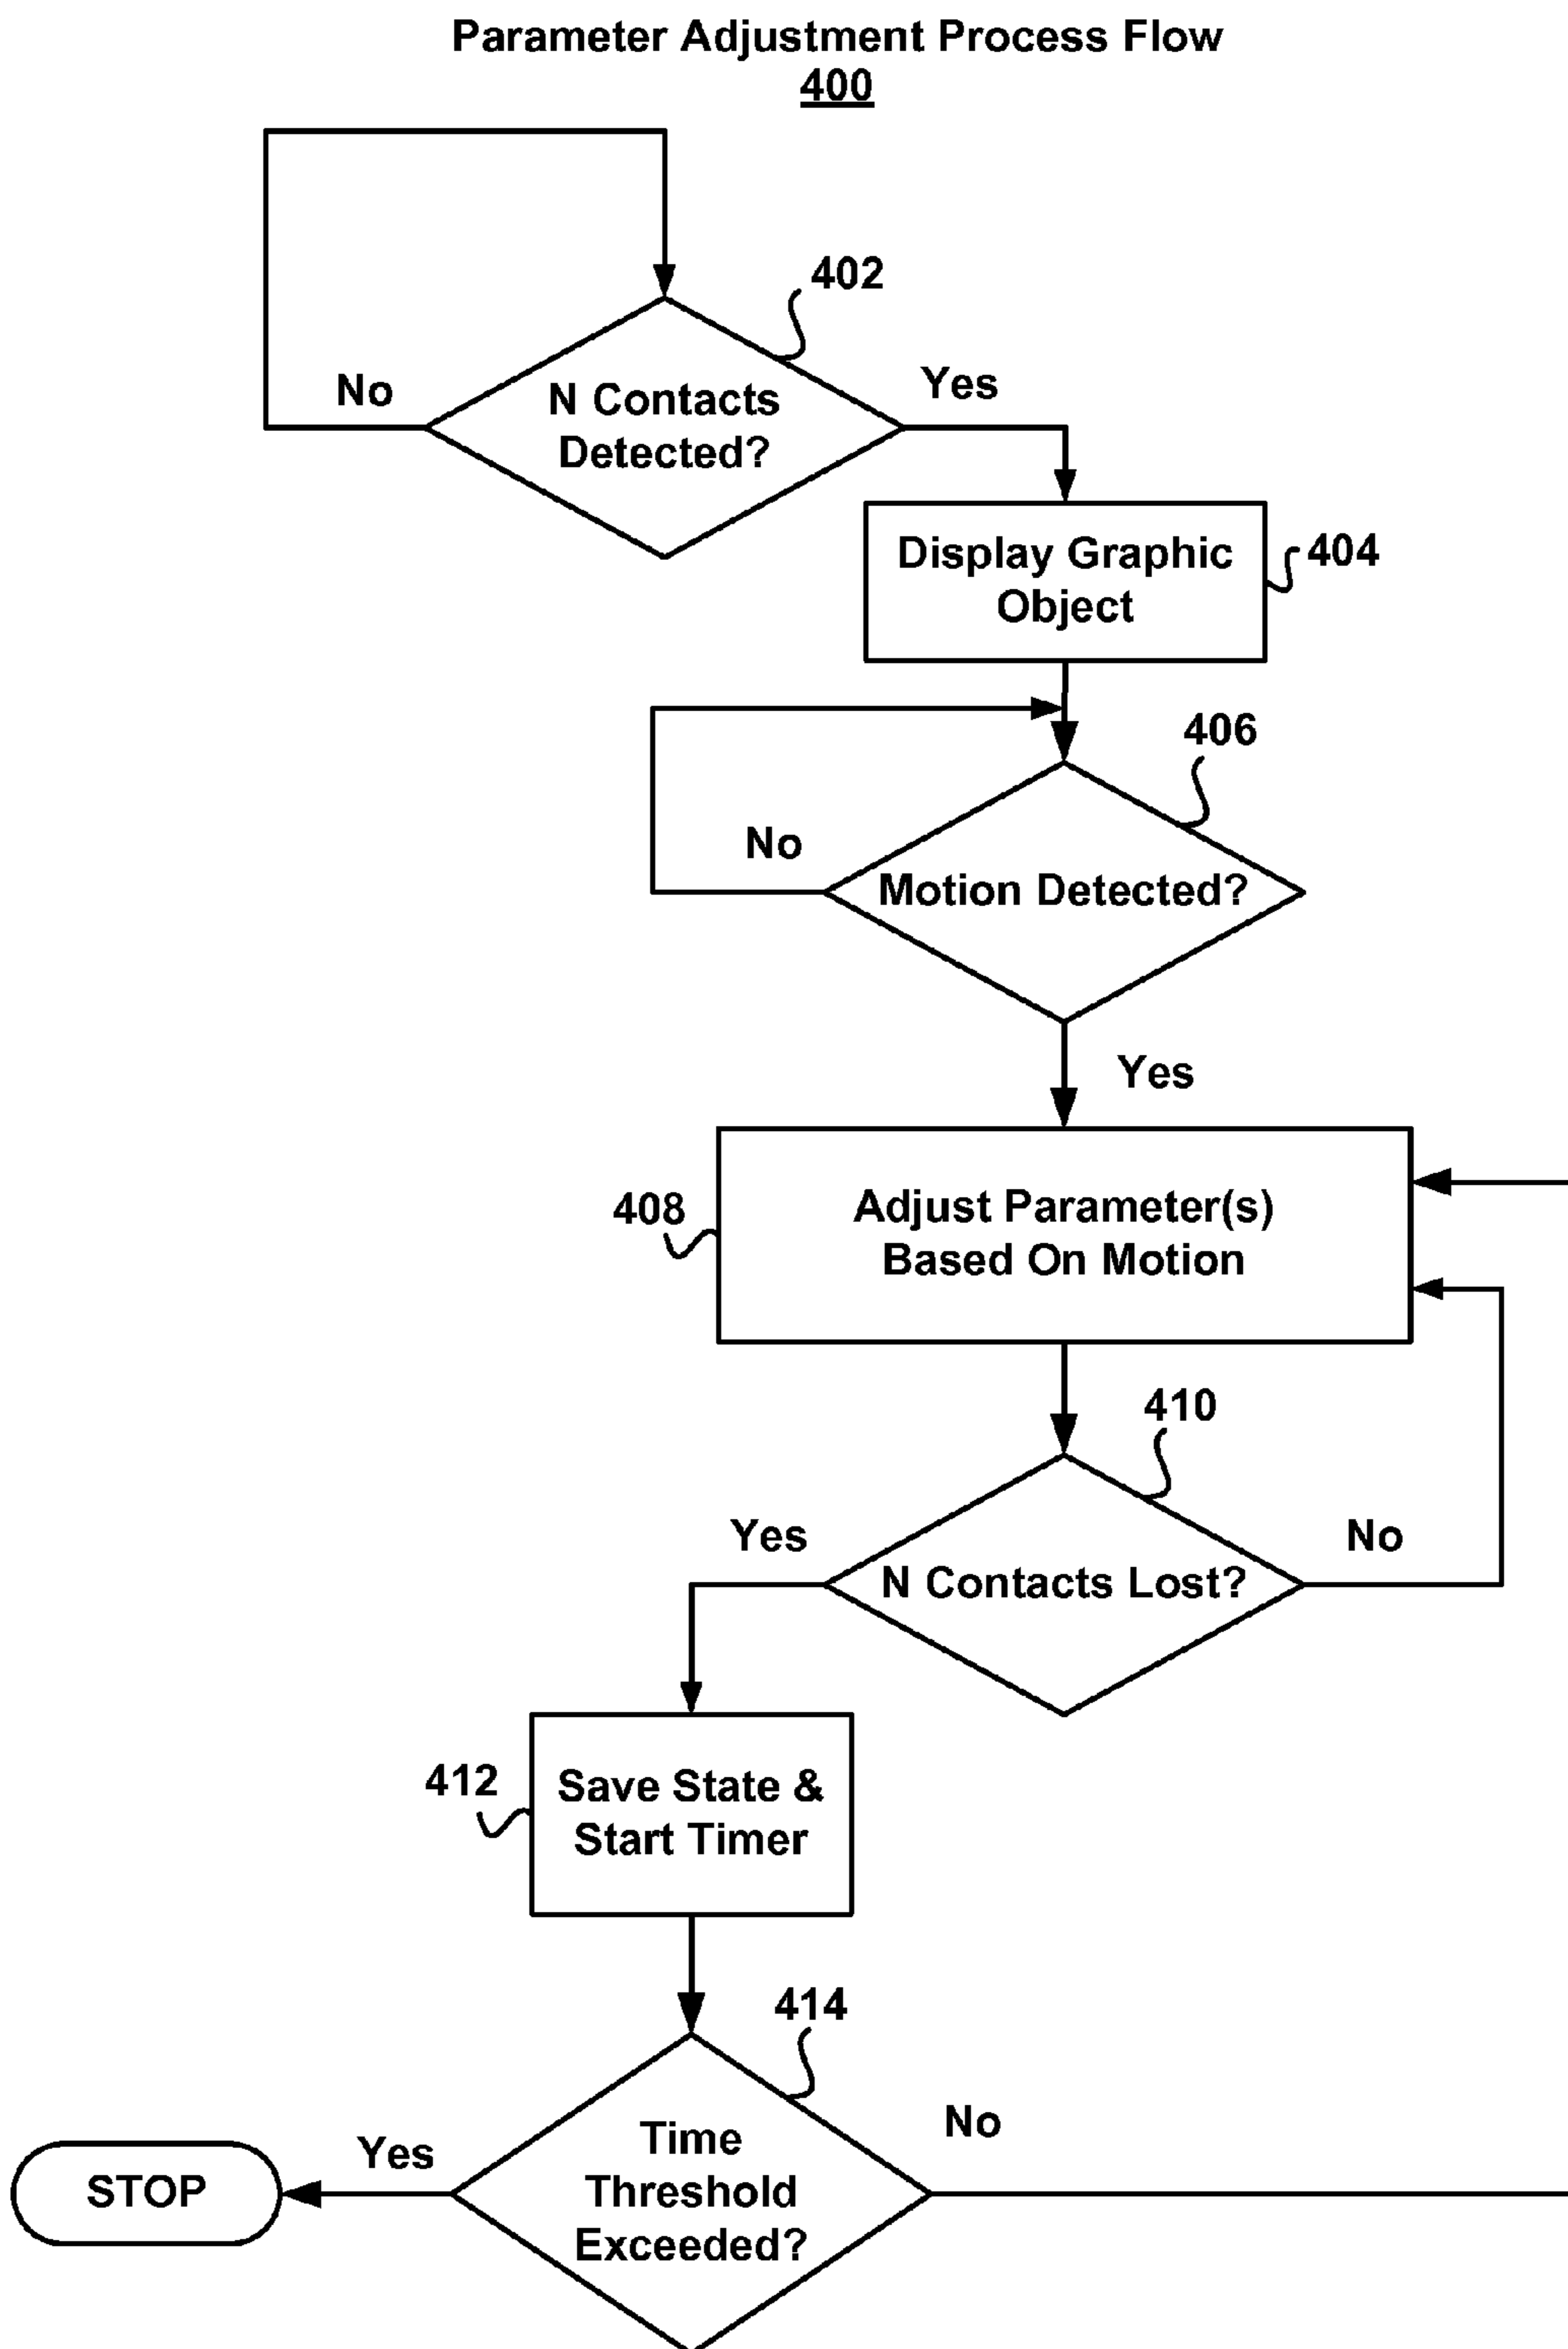 Parameter Adjustment Process Flow
400
402
No
Yes
N Contacts
Detected?
Display Graphic
Object
404
406
No
Motion Detected?
Yes
408
Adjust Parameter(s)
Based On Motion
410
Yes
No
N Contacts Lost?
412
Save State &
Start Timer
414
No
Yes
Time
Threshold
Exceeded?
STOP